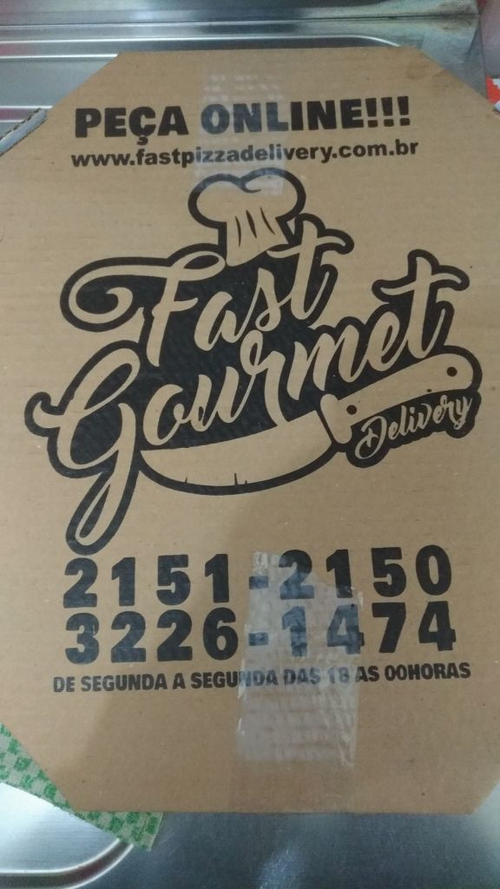 PEÇA ONLINE!!!
www.fastpizzadelivery.com.br
Fast
Gourmet
Delivery
2151-2150
3226-1474
DE SEGUNDA A SEGUNDA DAS 18 AS 00HORAS